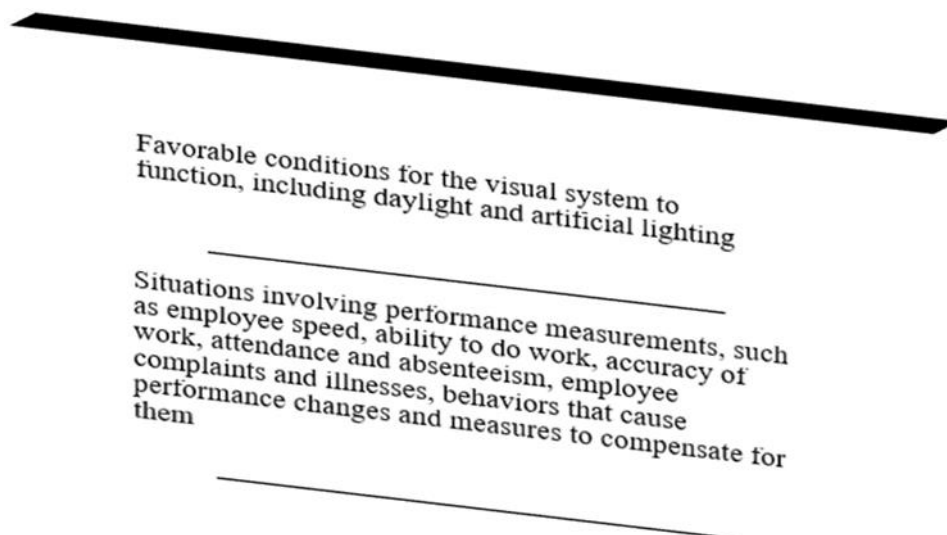 Favorable conditions for the visual system to
function, including daylight and artificial lighting
Situations involving performance measurements, such
as employee speed, ability to do work, accuracy of
work, attendance and absenteeism, employee
complaints and illnesses, behaviors that cause
performance changes and measures to compensate for
them